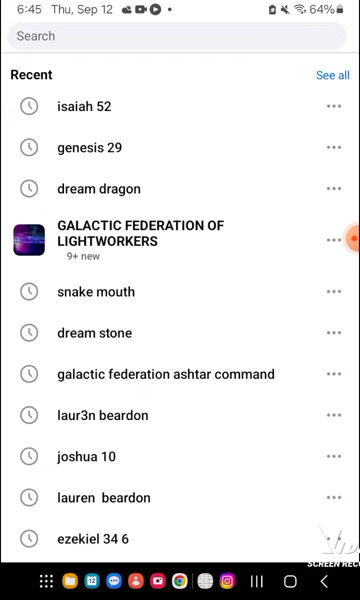 6:45 Thu, Sep 12 64%
Search
Recent See all
isaiah 52
genesis 29
dream dragon
GALACTIC FEDERATION OF
LIGHTWORKERS
9+ new
snake mouth
dream stone
galactic federation ashtar command
laur3n beardon
joshua 10
lauren beardon
ezekiel 34 6
SCREEN REC
12